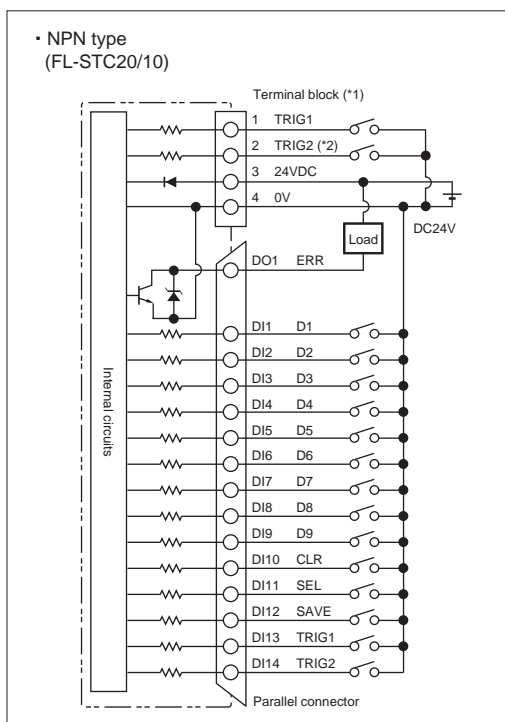 ・NPN type
(FL-STC20/10)
Terminal block (*1)
1 TRIG1
2 TRIG2 (*2)
3 24VDC
4 0V
DC24V
Load
DO1 ERR
DI1 D1
DI2 D2
DI3 D3
DI4 D4
DI5 D5
DI6 D6
DI7 D7
DI8 D8
DI9 D9
DI10 CLR
DI11 SEL
DI12 SAVE
DI13 TRIG1
DI14 TRIG2
Internal circuits
Parallel connector